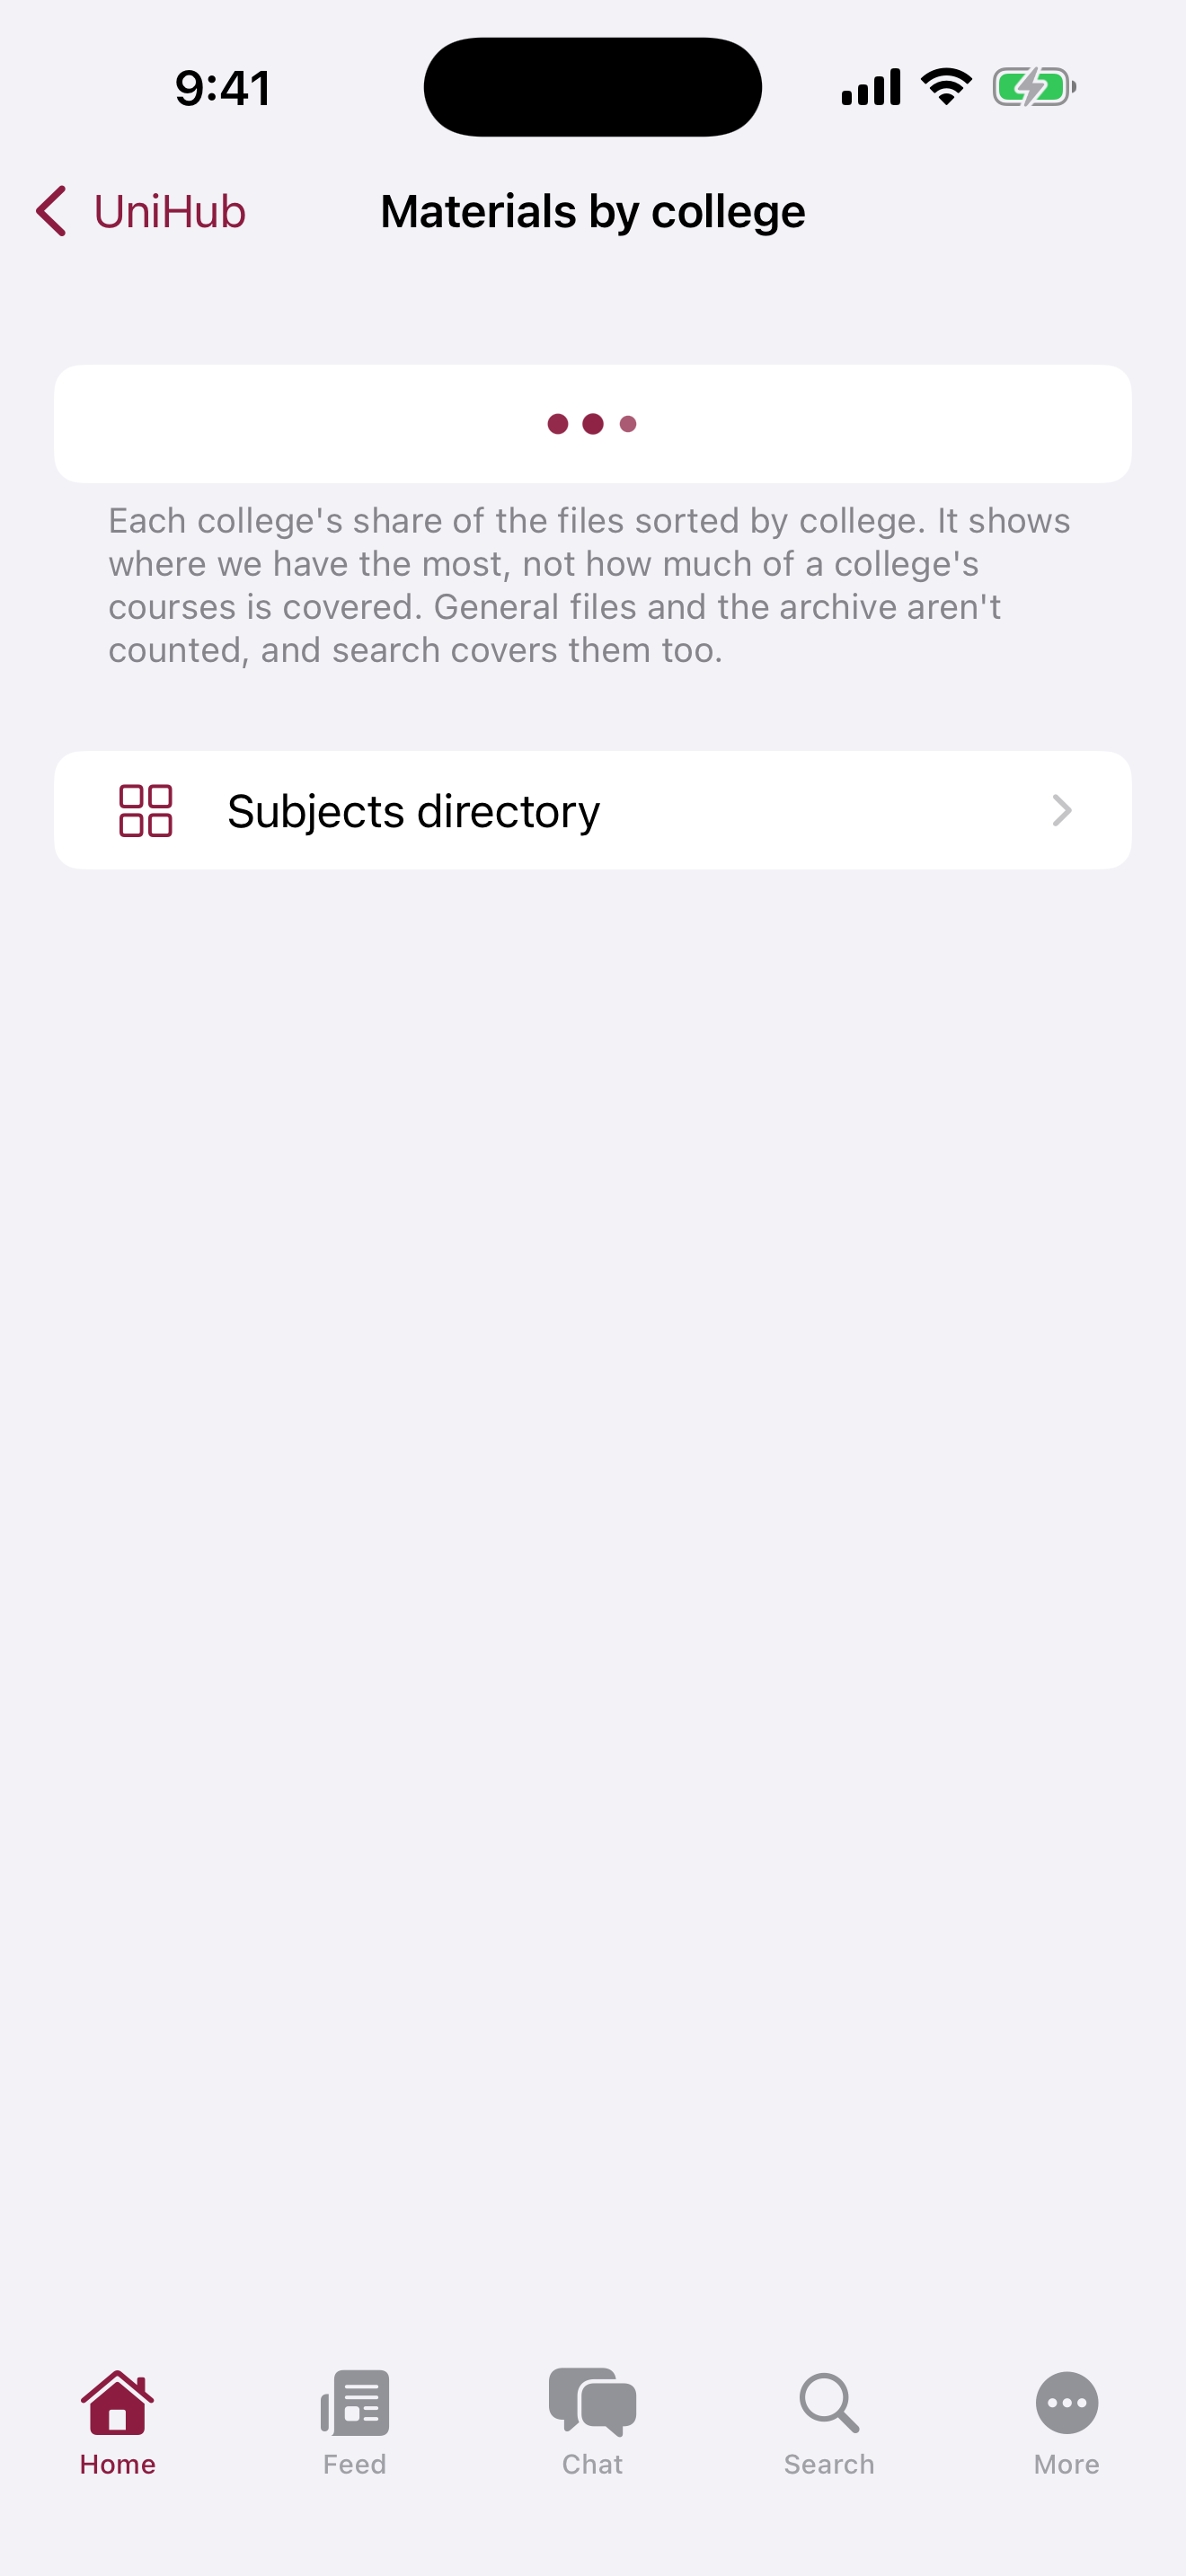 9:41
UniHub
Materials by college
Each college's share of the files sorted by college. It shows
where we have the most, not how much of a college's
courses is covered. General files and the archive aren't
counted, and search covers them too.
Subjects directory
Home
Feed
Chat
Search
More